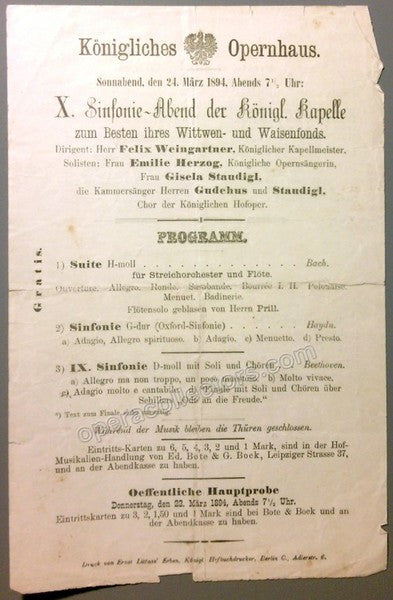 Königliches Opernhaus.
Sonnabend, den 24. März 1894, Abends 7½ Uhr:
X. Sinfonie-Abend der Königl. Kapelle
zum Besten ihres Wittwen- und Waisenfonds.
Dirigent: Herr Felix Weingartner, Königlicher Kapellmeister.
Solisten: Frau Emilie Herzog, Königliche Opernsängerin,
Frau Gisela Staudigl,
die Kammersänger Herren Gudehus und Staudigl,
Chor der Königlichen Hofoper.
Gratis.
PROGRAMM.
1) Suite H-moll . . . . . . . . . . . . . . Bach.
für Streichorchester und Flöte.
Ouverture. Allegro. Rondo. Sarabande. Bourrée I. II. Polonaise.
Menuet. Badinerie.
Flötensolo geblasen von Herrn Prill.
2) Sinfonie G-dur (Oxford-Sinfonie) . . . . . . Haydn.
a) Adagio, Allegro spirituoso. b) Adagio. c) Menuetto. d) Presto.
3) IX. Sinfonie D-moll mit Soli und Chören. Beethoven.
a) Allegro ma non troppo, un poco maestoso. b) Molto vivace.
c) Adagio molto e cantabile. d) Finale mit Soli und Chören über
Schillers „Ode an die Freude."
*) Text zum Finale
Während der Musik bleiben die Thüren geschlossen.
Eintritts-Karten zu 6, 5, 4, 3, 2 und 1 Mark, sind in der Hof-
Musikalien-Handlung von Ed. Bote & G. Bock, Leipziger Strasse 37,
und an der Abendkasse zu haben.
Oeffentliche Hauptprobe
Donnerstag, den 22. März 1894, Abends 7½ Uhr.
Eintrittskarten zu 3, 2,50 und 1 Mark sind bei Bote & Bock und an
der Abendkasse zu haben.
Druck von Ernst Litfass' Erben, Königl. Hofbuchdrucker. Berlin C., Adlerstr. 6.
operasouvenirs.com